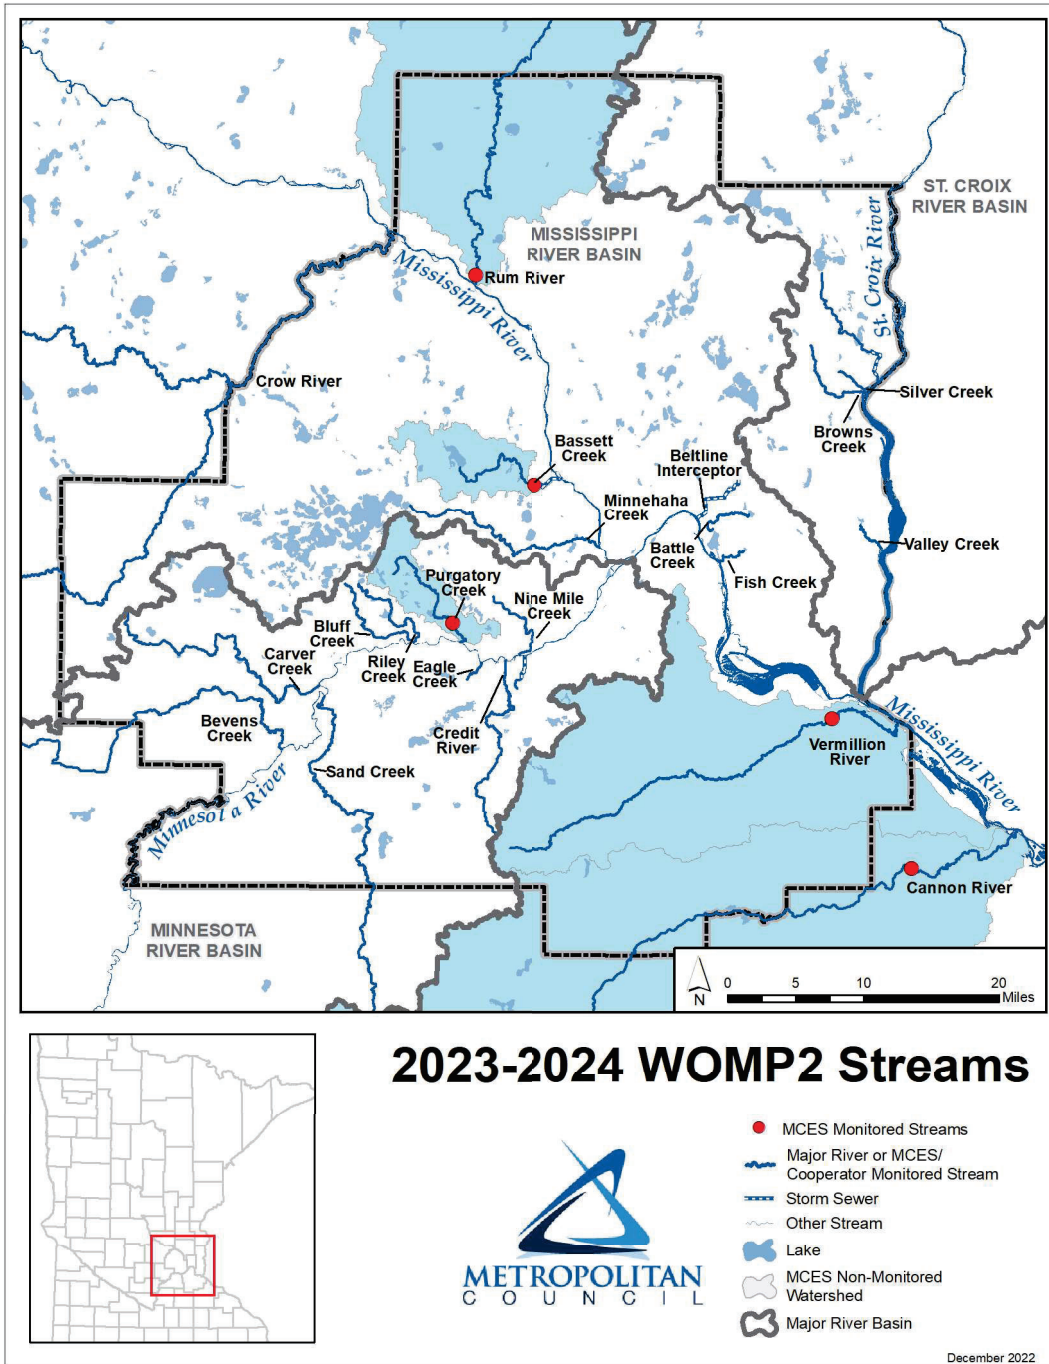 ST. CROIX
RIVER BASIN
St. Croix River
MISSISSIPPI
RIVER BASIN
Mississippi River
Rum River
Crow River
Silver Creek
Browns
Creek
Bassett
Creek
Beltline
Interceptor
Minnehaha
Creek
Battle
Creek
Valley Creek
Fish Creek
Purgatory
Creek
Nine Mile
Creek
Bluff
Creek
Carver
Creek
Riley
Creek
Eagle
Creek
Bevens
Creek
Credit
River
Mississippi River
Vermillion
River
Sand Creek
Minnesota River
Cannon River
MINNESOTA
RIVER BASIN
N
0 5 10 20
Miles
2023-2024 WOMP2 Streams
MCES Monitored Streams
Major River or MCES/
Cooperator Monitored Stream
Storm Sewer
Other Stream
Lake
MCES Non-Monitored
Watershed
Major River Basin
METROPOLITAN
COUNCIL
December 2022